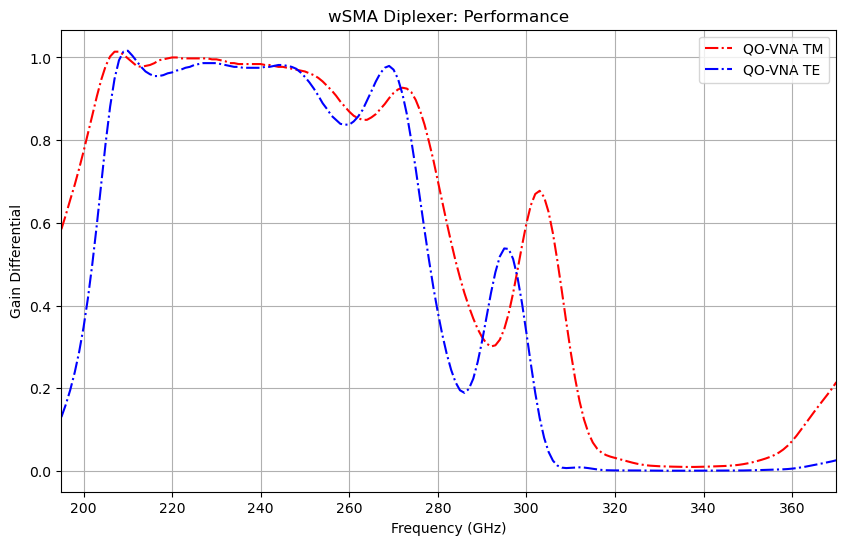 wSMA Diplexer: Performance
QO-VNA TM
QO-VNA TE
Gain Differential
1.0
0.8
0.6
0.4
0.2
0.0
200 220 240 260 280 300 320 340 360
Frequency (GHz)